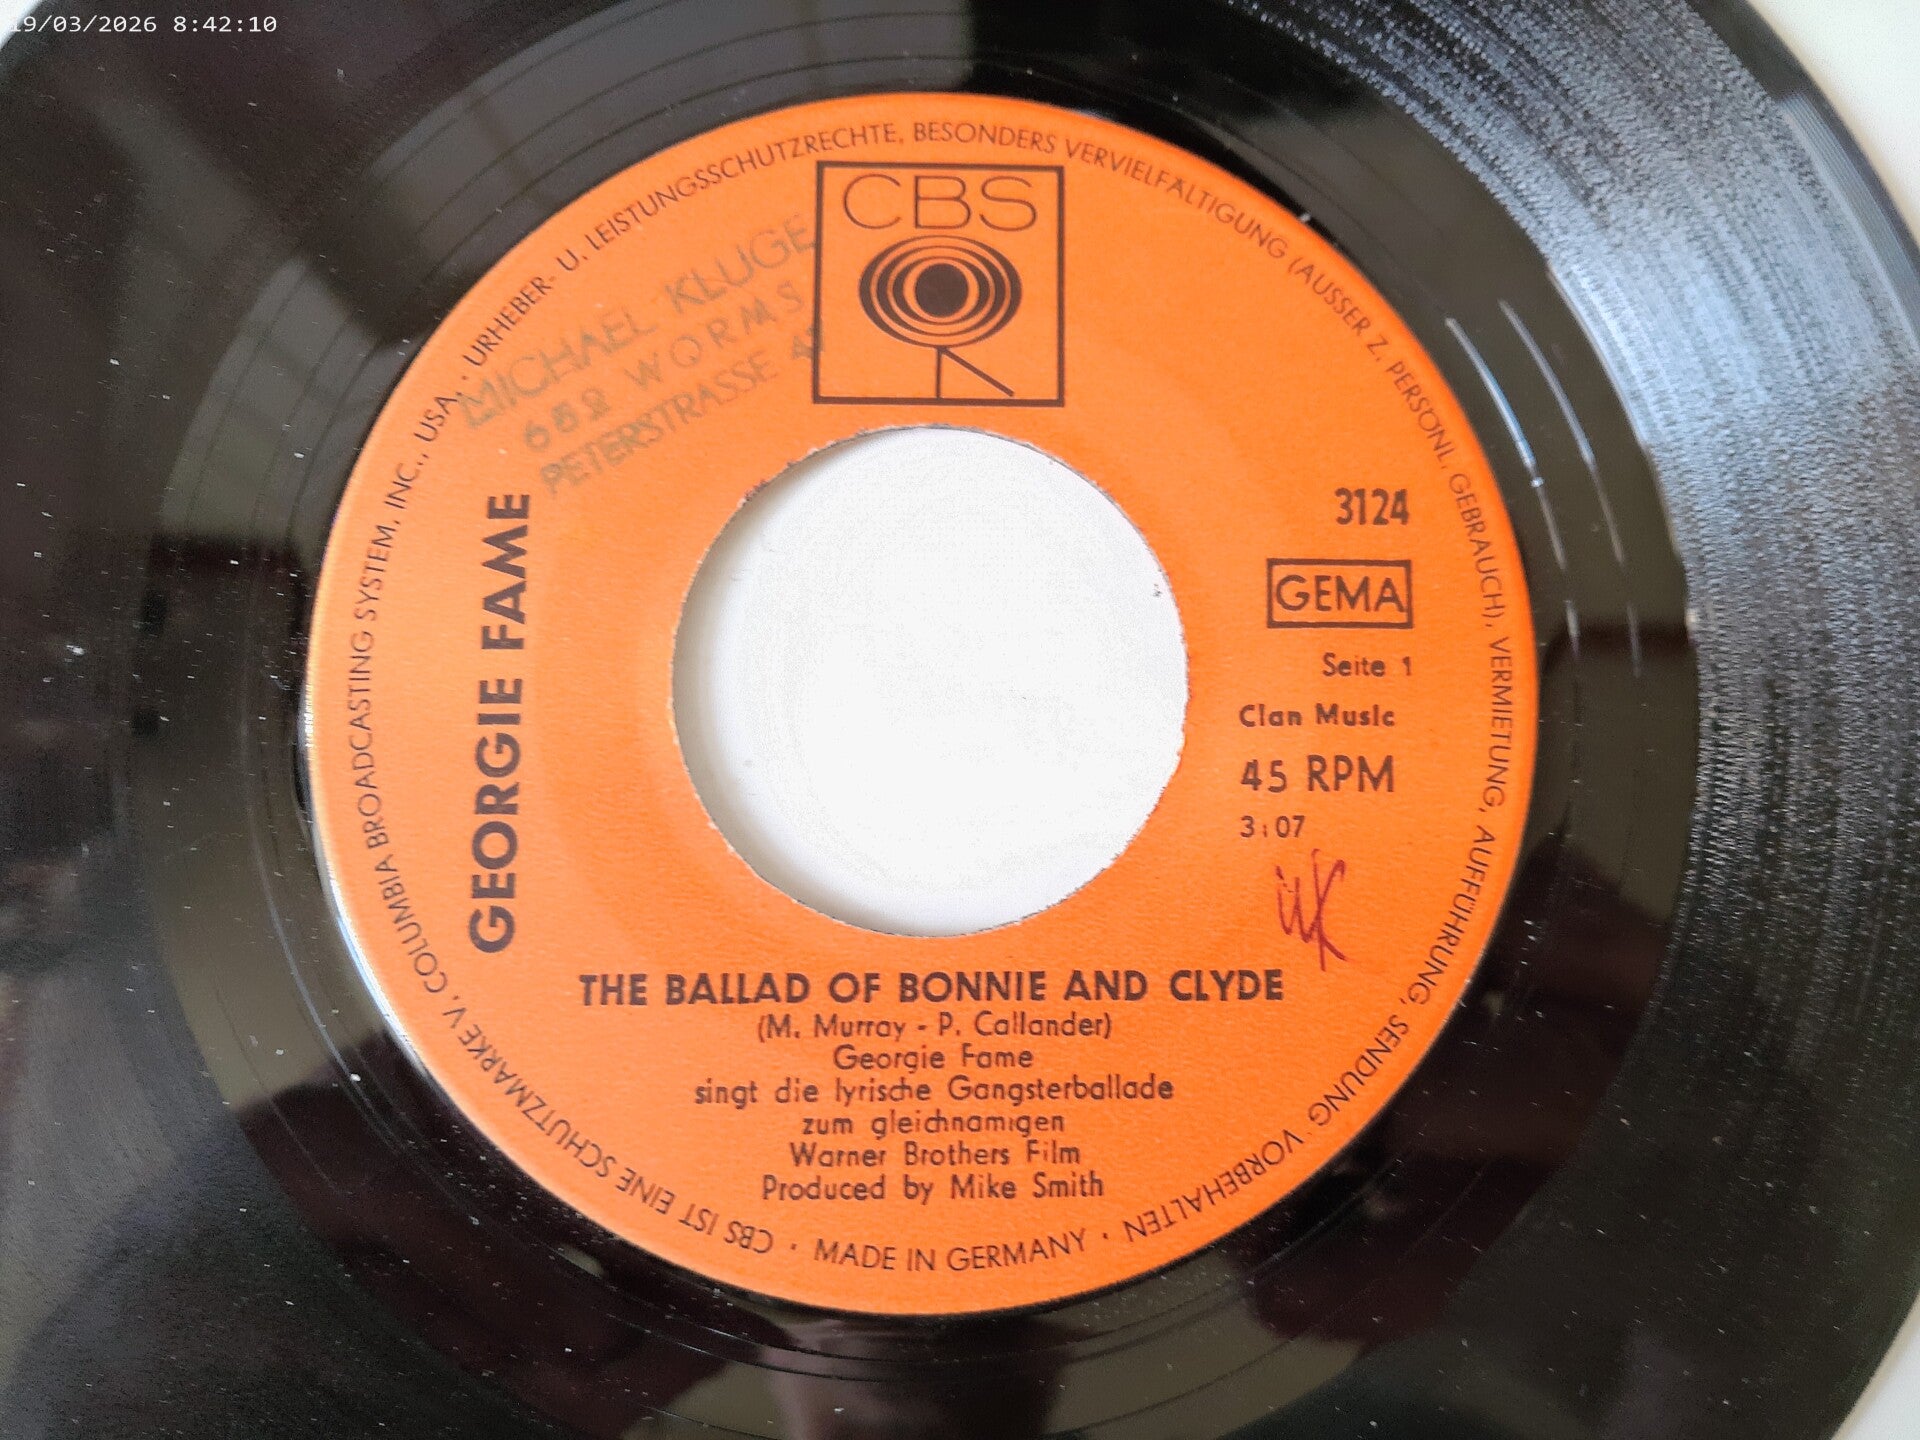 19/03/2026 8:42:10
CBS
URHEBER- U. LEISTUNGSSCHUTZRECHTE, BESONDERS VERVIELFÄLTIGUNG (AUSSER Z. PERSÖNL. GEBRAUCH), VERMIETUNG, AUFFÜHRUNG, SENDUNG VORBEHALTEN
MICHAEL KLUGE
652 WORMS
PETERSTRASSE
GEORGIE FAME
3124
GEMA
Seite 1
Clan Music
45 RPM
3:07
THE BALLAD OF BONNIE AND CLYDE
(M. Murray - P. Callander)
Georgie Fame
singt die lyrische Gangsterballade
zum gleichnamigen
Warner Brothers Film
Produced by Mike Smith
CBS IST EINE SCHUTZMARKE V. COLUMBIA BROADCASTING SYSTEM, INC., USA.
MADE IN GERMANY